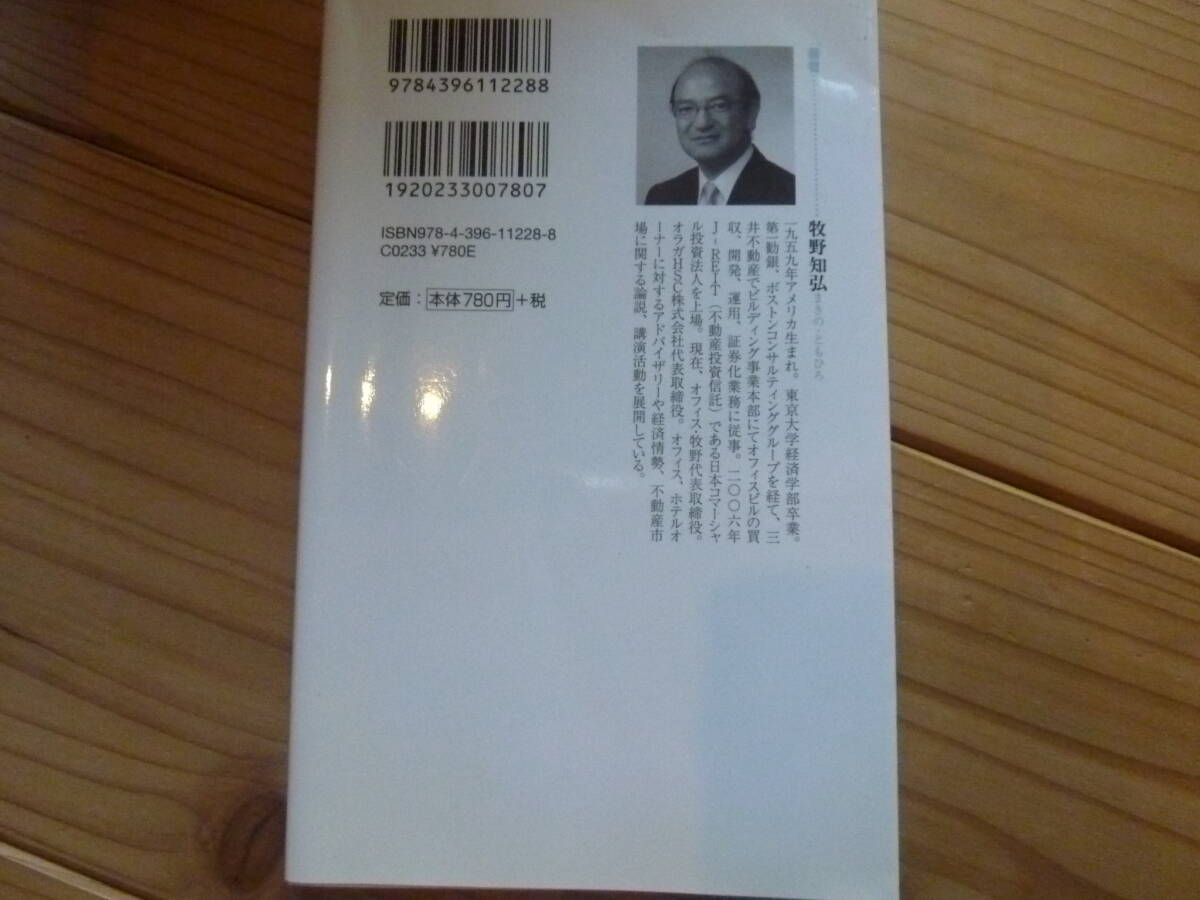 9784396112288
1920233007807
ISBN978-4-396-11228-8
C0233 ¥780E
定価：本体780円+税
牧野知弘 まきの・ともひろ
一九五九年アメリカ生まれ。東京大学経済学部卒業。
第一勧銀、ボストンコンサルティンググループを経て、三
井不動産でビルディング事業本部にてオフィスビルの買
収、開発、運用、証券化業務に従事。二〇〇六年
J-REIT（不動産投資信託）である日本コマーシャ
ル投資法人を上場。現在、オフィス・牧野代表取締役。
オラガHSC株式会社代表取締役。オフィス、ホテルオ
ーナーに対するアドバイザリーや経済情勢、不動産市
場に関する論説、講演活動を展開している。